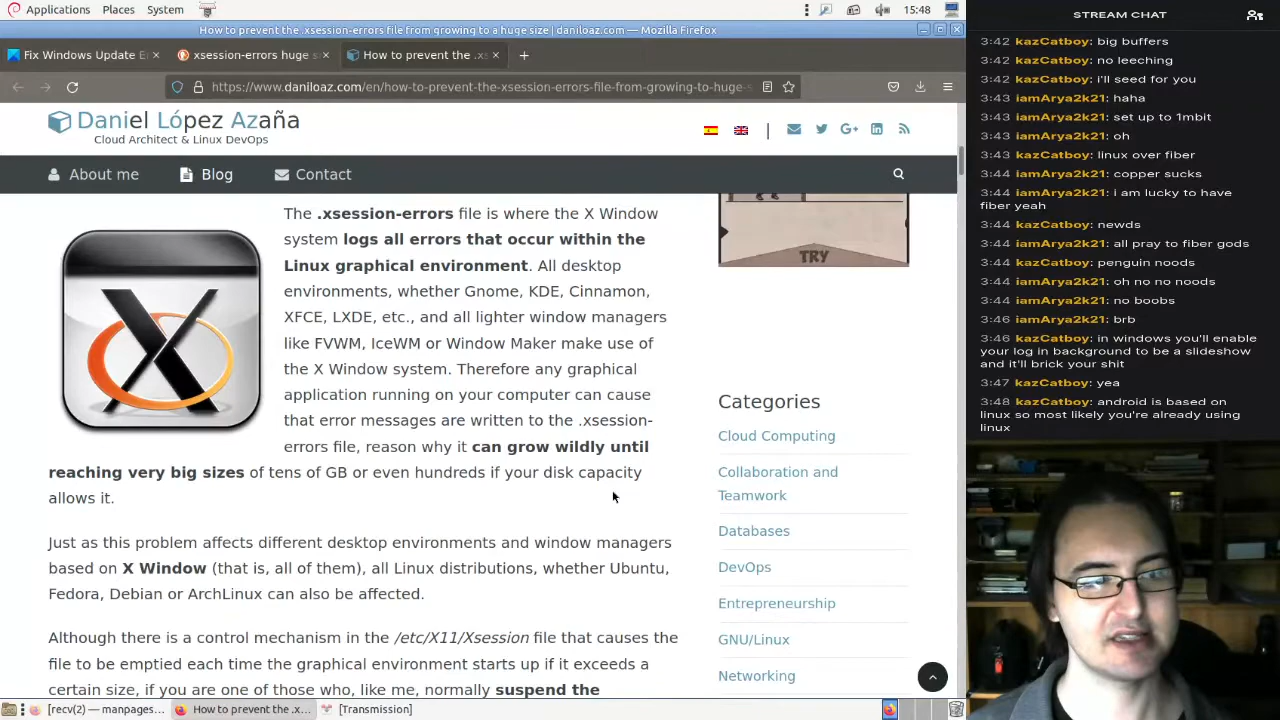 Applications Places System 15:48
How to prevent the .xsession-errors file from growing to a huge size | daniloaz.com — Mozilla Firefox
Fix Windows Update E
xsession-errors huge s
How to prevent the .xs
https://www.daniloaz.com/en/how-to-prevent-the-xsession-errors-file-from-growing-to-huge-s
Daniel López Azaña
Cloud Architect & Linux DevOps
About me Blog Contact
The .xsession-errors file is where the X Window
system logs all errors that occur within the
Linux graphical environment. All desktop
environments, whether Gnome, KDE, Cinnamon,
XFCE, LXDE, etc., and all lighter window managers
like FVWM, IceWM or Window Maker make use of
the X Window system. Therefore any graphical
application running on your computer can cause
that error messages are written to the .xsession-
errors file, reason why it can grow wildly until
reaching very big sizes of tens of GB or even hundreds if your disk capacity
allows it.
Just as this problem affects different desktop environments and window managers
based on X Window (that is, all of them), all Linux distributions, whether Ubuntu,
Fedora, Debian or ArchLinux can also be affected.
Although there is a control mechanism in the /etc/X11/Xsession file that causes the
file to be emptied each time the graphical environment starts up if it exceeds a
certain size, if you are one of those who, like me, normally suspend the
TRY
Categories
Cloud Computing
Collaboration and
Teamwork
Databases
DevOps
Entrepreneurship
GNU/Linux
Networking
[recv(2) — manpages... How to prevent the .x... [Transmission]
STREAM CHAT
3:42 kazCatboy: big buffers
3:42 kazCatboy: no leeching
3:42 kazCatboy: i'll seed for you
3:43 iamArya2k21: haha
3:43 iamArya2k21: set up to 1mbit
3:43 iamArya2k21: oh
3:43 kazCatboy: linux over fiber
3:44 iamArya2k21: copper sucks
3:44 iamArya2k21: i am lucky to have
fiber yeah
3:44 kazCatboy: newds
3:44 iamArya2k21: all pray to fiber gods
3:44 kazCatboy: penguin noods
3:44 iamArya2k21: oh no no noods
3:44 iamArya2k21: no boobs
3:46 iamArya2k21: brb
3:46 kazCatboy: in windows you'll enable
your log in background to be a slideshow
and it'll brick your shit
3:47 kazCatboy: yea
3:48 kazCatboy: android is based on
linux so most likely you're already using
linux